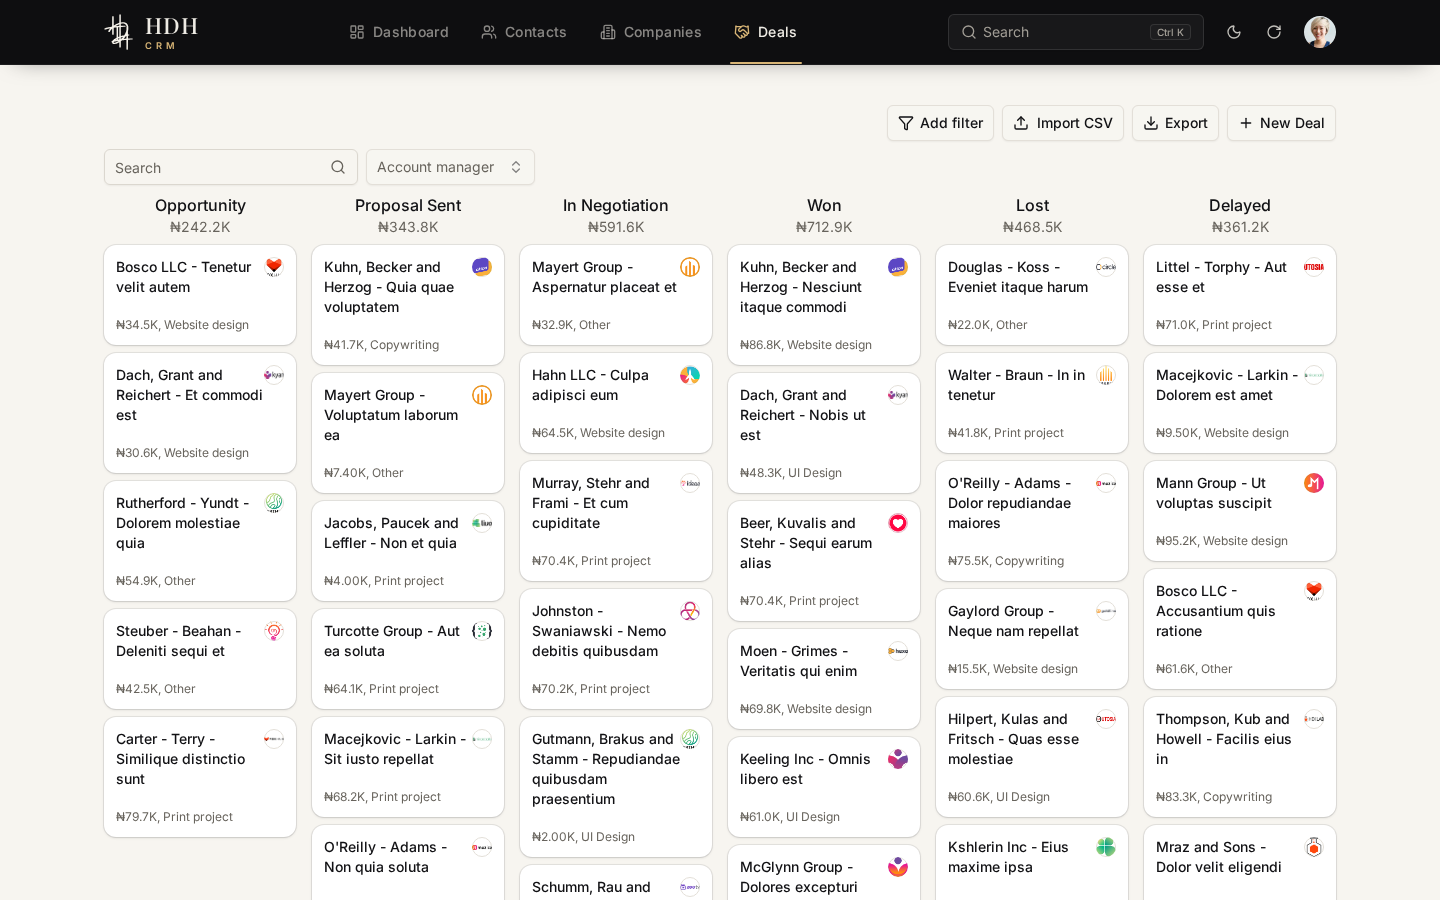 HDH
CRM
Dashboard
Contacts
Companies
Deals
Search
Ctrl K
Add filter
Import CSV
Export
New Deal
Search
Account manager
Opportunity
₦242.2K
Bosco LLC - Tenetur
velit autem
₦34.5K, Website design
Dach, Grant and
Reichert - Et commodi
est
₦30.6K, Website design
Rutherford - Yundt -
Dolorem molestiae
quia
₦54.9K, Other
Steuber - Beahan -
Deleniti sequi et
₦42.5K, Other
Carter - Terry -
Similique distinctio
sunt
₦79.7K, Print project
Proposal Sent
₦343.8K
Kuhn, Becker and
Herzog - Quia quae
voluptatem
₦41.7K, Copywriting
Mayert Group -
Voluptatum laborum
ea
₦7.40K, Other
Jacobs, Paucek and
Leffler - Non et quia
₦4.00K, Print project
Turcotte Group - Aut
ea soluta
₦64.1K, Print project
Macejkovic - Larkin -
Sit iusto repellat
₦68.2K, Print project
O'Reilly - Adams -
Non quia soluta
In Negotiation
₦591.6K
Mayert Group -
Aspernatur placeat et
₦32.9K, Other
Hahn LLC - Culpa
adipisci eum
₦64.5K, Website design
Murray, Stehr and
Frami - Et cum
cupiditate
₦70.4K, Print project
Johnston -
Swaniawski - Nemo
debitis quibusdam
₦70.2K, Print project
Gutmann, Brakus and
Stamm - Repudiandae
quibusdam
praesentium
₦2.00K, UI Design
Schumm, Rau and
Won
₦712.9K
Kuhn, Becker and
Herzog - Nesciunt
itaque commodi
₦86.8K, Website design
Dach, Grant and
Reichert - Nobis ut
est
kyan
₦48.3K, UI Design
Beer, Kuvalis and
Stehr - Sequi earum
alias
₦70.4K, Print project
Moen - Grimes -
Veritatis qui enim
₦69.8K, Website design
Keeling Inc - Omnis
libero est
₦61.0K, UI Design
McGlynn Group -
Dolores excepturi
Lost
₦468.5K
Douglas - Koss -
Eveniet itaque harum
circle
₦22.0K, Other
Walter - Braun - In in
tenetur
₦41.8K, Print project
O'Reilly - Adams -
Dolor repudiandae
maiores
₦75.5K, Copywriting
Gaylord Group -
Neque nam repellat
₦15.5K, Website design
Hilpert, Kulas and
Fritsch - Quas esse
molestiae
₦60.6K, UI Design
Kshlerin Inc - Eius
maxime ipsa
Delayed
₦361.2K
Littel - Torphy - Aut
esse et
UTOSIA
₦71.0K, Print project
Macejkovic - Larkin -
Dolorem est amet
₦9.50K, Website design
Mann Group - Ut
voluptas suscipit
₦95.2K, Website design
Bosco LLC -
Accusantium quis
ratione
₦61.6K, Other
Thompson, Kub and
Howell - Facilis eius
in
₦83.3K, Copywriting
Mraz and Sons -
Dolor velit eligendi